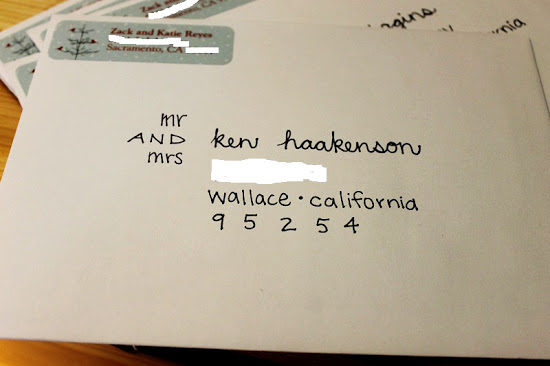 Zack and Katie Reyes
Sacramento, CA
mr
AND
mrs
ken haakenson
wallace • california
9 5 2 5 4